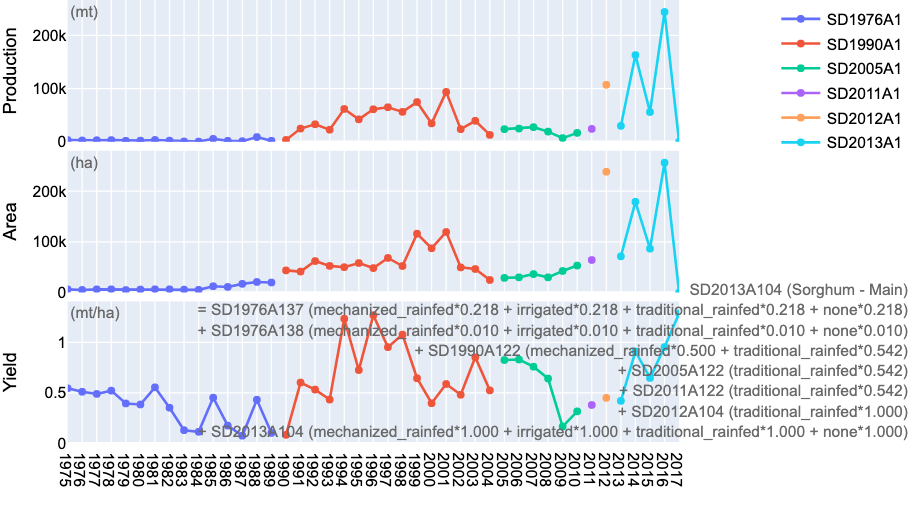 (mt)
Production
200k
100k
0
SD1976A1
SD1990A1
SD2005A1
SD2011A1
SD2012A1
SD2013A1
(ha)
Area
200k
100k
0
(mt/ha)
Yield
1
0.5
0
SD2013A104 (Sorghum - Main)
= SD1976A137 (mechanized_rainfed*0.218 + irrigated*0.218 + traditional_rainfed*0.218 + none*0.218)
+ SD1976A138 (mechanized_rainfed*0.010 + irrigated*0.010 + traditional_rainfed*0.010 + none*0.010)
+ SD1990A122 (mechanized_rainfed*0.500 + traditional_rainfed*0.542)
+ SD2005A122 (traditional_rainfed*0.542)
+ SD2011A122 (traditional_rainfed*0.542)
+ SD2012A104 (traditional_rainfed*1.000)
+ SD2013A104 (mechanized_rainfed*1.000 + irrigated*1.000 + traditional_rainfed*1.000 + none*1.000)
1975
1976
1977
1978
1979
1980
1981
1982
1983
1984
1985
1986
1987
1988
1989
1990
1991
1992
1993
1994
1995
1996
1997
1998
1999
2000
2001
2002
2003
2004
2005
2006
2007
2008
2009
2010
2011
2012
2013
2014
2015
2016
2017